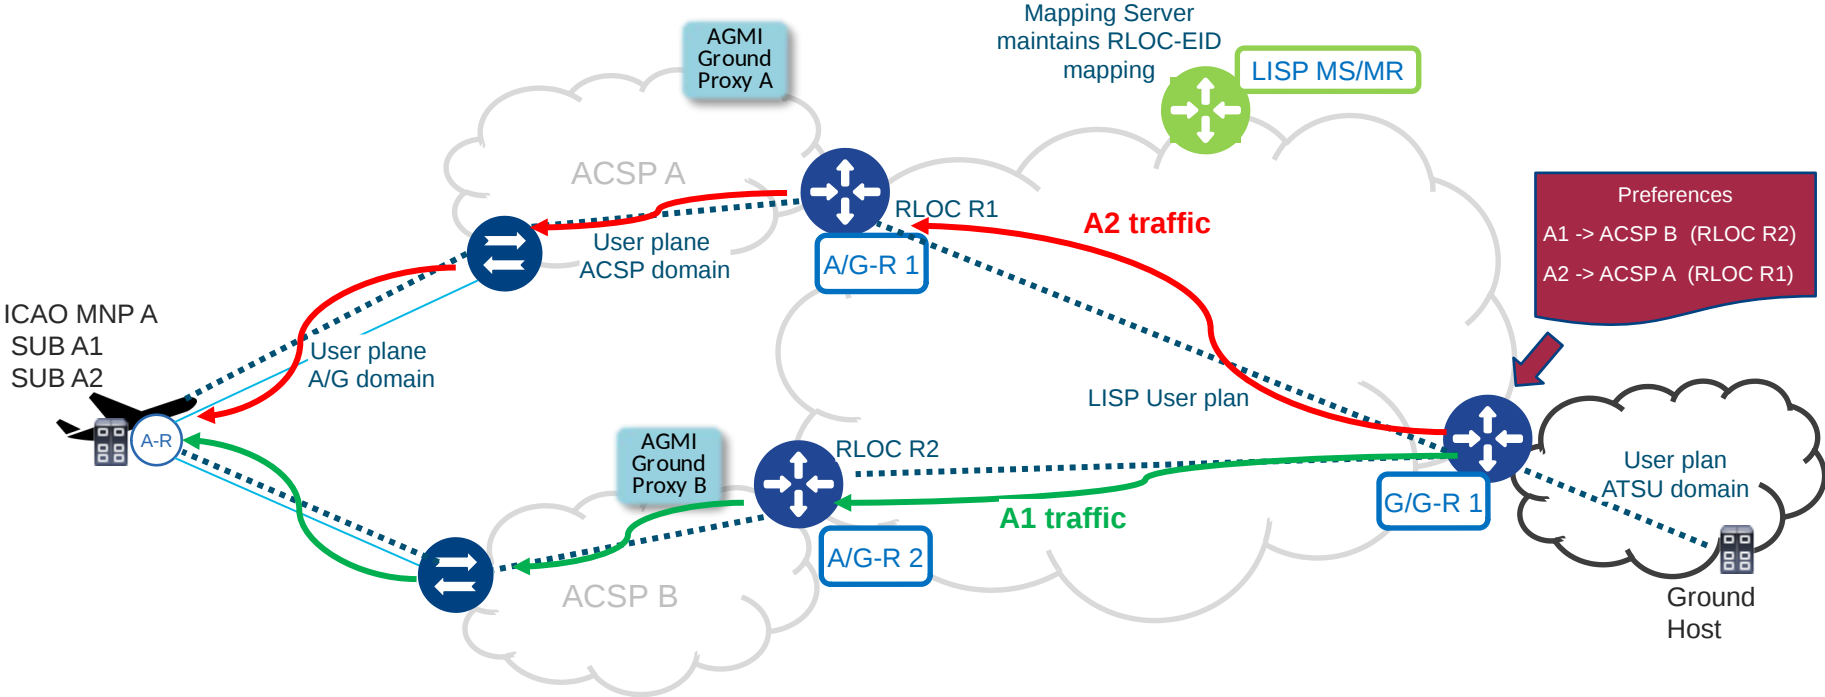 Mapping Server
maintains RLOC-EID
mapping
LISP MS/MR
AGMI
Ground
Proxy A
ACSP A
RLOC R1
A2 traffic
Preferences
A1 -> ACSP B (RLOC R2)
A2 -> ACSP A (RLOC R1)
User plane
ACSP domain
A/G-R 1
ICAO MNP A
SUB A1
SUB A2
User plane
A/G domain
LISP User plan
A-R
AGMI
Ground
Proxy B
RLOC R2
User plan
ATSU domain
G/G-R 1
A1 traffic
A/G-R 2
ACSP B
Ground
Host